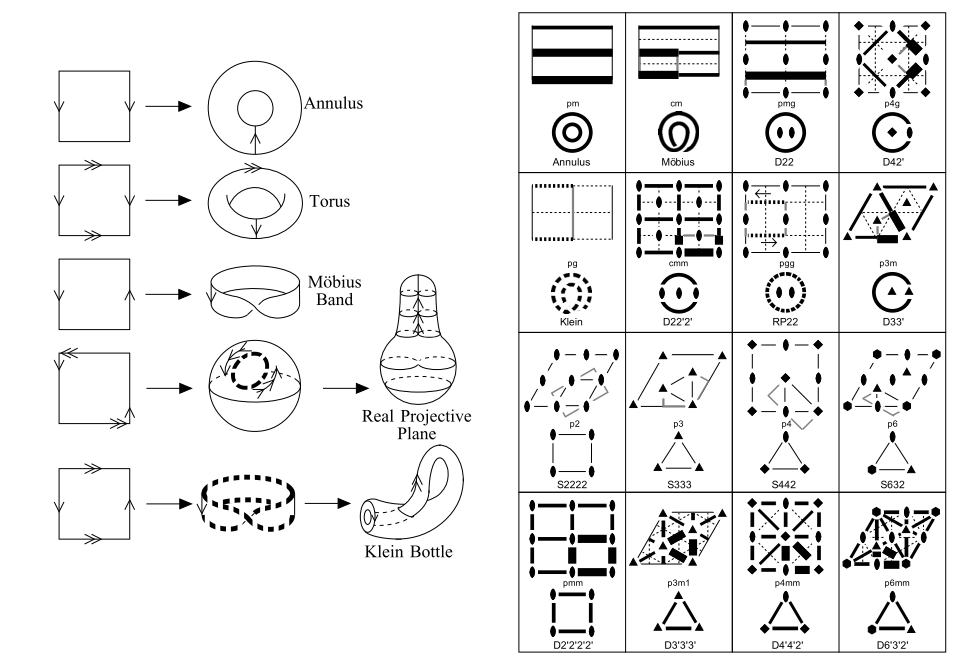 Annulus
Torus
Möbius
Band
Real Projective
Plane
Klein Bottle
pm
cm
pmg
p4g
Annulus
Möbius
D22
D42'
pg
cmm
pgg
p3m
Klein
D22'2'
RP22
D33'
p2
p3
p4
p6
S2222
S333
S442
S632
pmm
p3m1
p4mm
p6mm
D2'2'2'2'
D3'3'3'
D4'4'2'
D6'3'2'